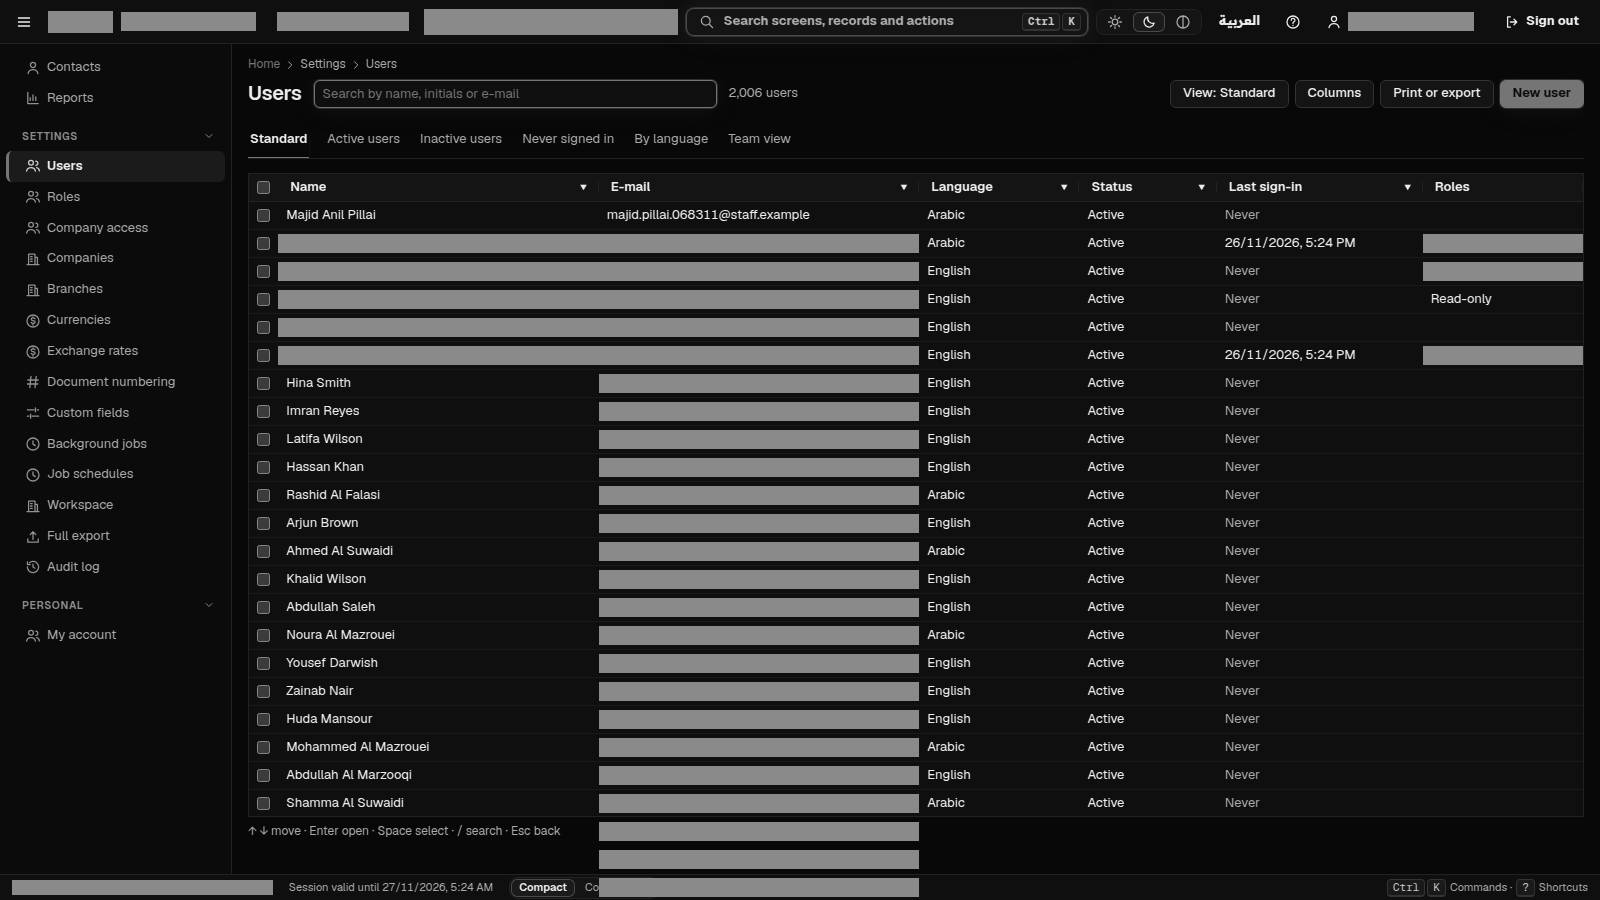 Search screens, records and actions Ctrl K العربية Sign out
Contacts
Reports
SETTINGS
Users
Roles
Company access
Companies
Branches
Currencies
Exchange rates
Document numbering
Custom fields
Background jobs
Job schedules
Workspace
Full export
Audit log
PERSONAL
My account
Home > Settings > Users
Users Search by name, initials or e-mail 2,006 users View: Standard Columns Print or export New user
Standard Active users Inactive users Never signed in By language Team view
Name E-mail Language Status Last sign-in Roles
Majid Anil Pillai majid.pillai.068311@staff.example Arabic Active Never
Arabic Active 26/11/2026, 5:24 PM
English Active Never
English Active Never Read-only
English Active Never
English Active 26/11/2026, 5:24 PM
Hina Smith English Active Never
Imran Reyes English Active Never
Latifa Wilson English Active Never
Hassan Khan English Active Never
Rashid Al Falasi Arabic Active Never
Arjun Brown English Active Never
Ahmed Al Suwaidi Arabic Active Never
Khalid Wilson English Active Never
Abdullah Saleh English Active Never
Noura Al Mazrouei Arabic Active Never
Yousef Darwish English Active Never
Zainab Nair English Active Never
Huda Mansour English Active Never
Mohammed Al Mazrouei Arabic Active Never
Abdullah Al Marzooqi English Active Never
Shamma Al Suwaidi Arabic Active Never
↑↓ move · Enter open · Space select · / search · Esc back
Session valid until 27/11/2026, 5:24 AM Compact Co Ctrl K Commands · ? Shortcuts